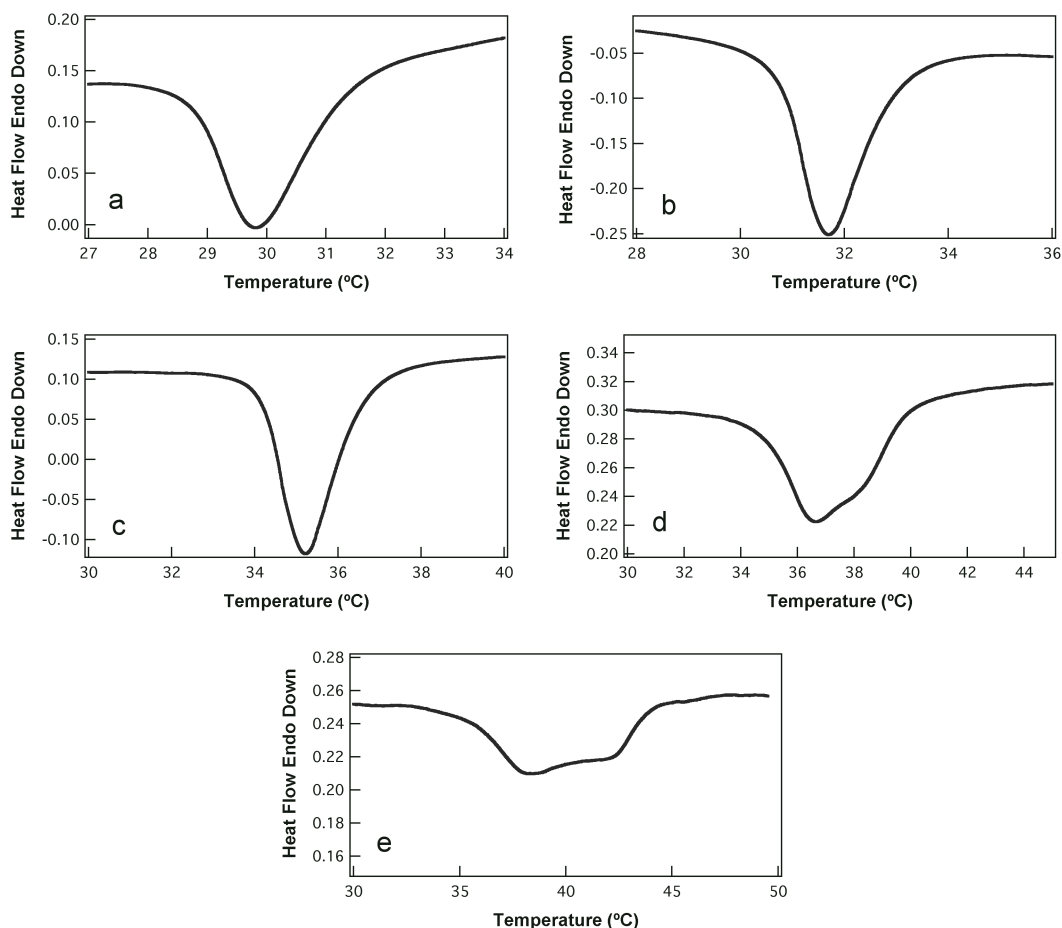 Heat Flow Endo Down
0.20
0.15
0.10
0.05
0.00
a
27 28 29 30 31 32 33 34
Temperature (ºC)
Heat Flow Endo Down
-0.05
-0.10
-0.15
-0.20
-0.25
b
28 30 32 34 36
Temperature (ºC)
Heat Flow Endo Down
0.15
0.10
0.05
0.00
-0.05
-0.10
c
30 32 34 36 38 40
Temperature (ºC)
Heat Flow Endo Down
0.34
0.32
0.30
0.28
0.26
0.24
0.22
0.20
d
30 32 34 36 38 40 42 44
Temperature (ºC)
Heat Flow Endo Down
0.28
0.26
0.24
0.22
0.20
0.18
0.16
e
30 35 40 45 50
Temperature (ºC)